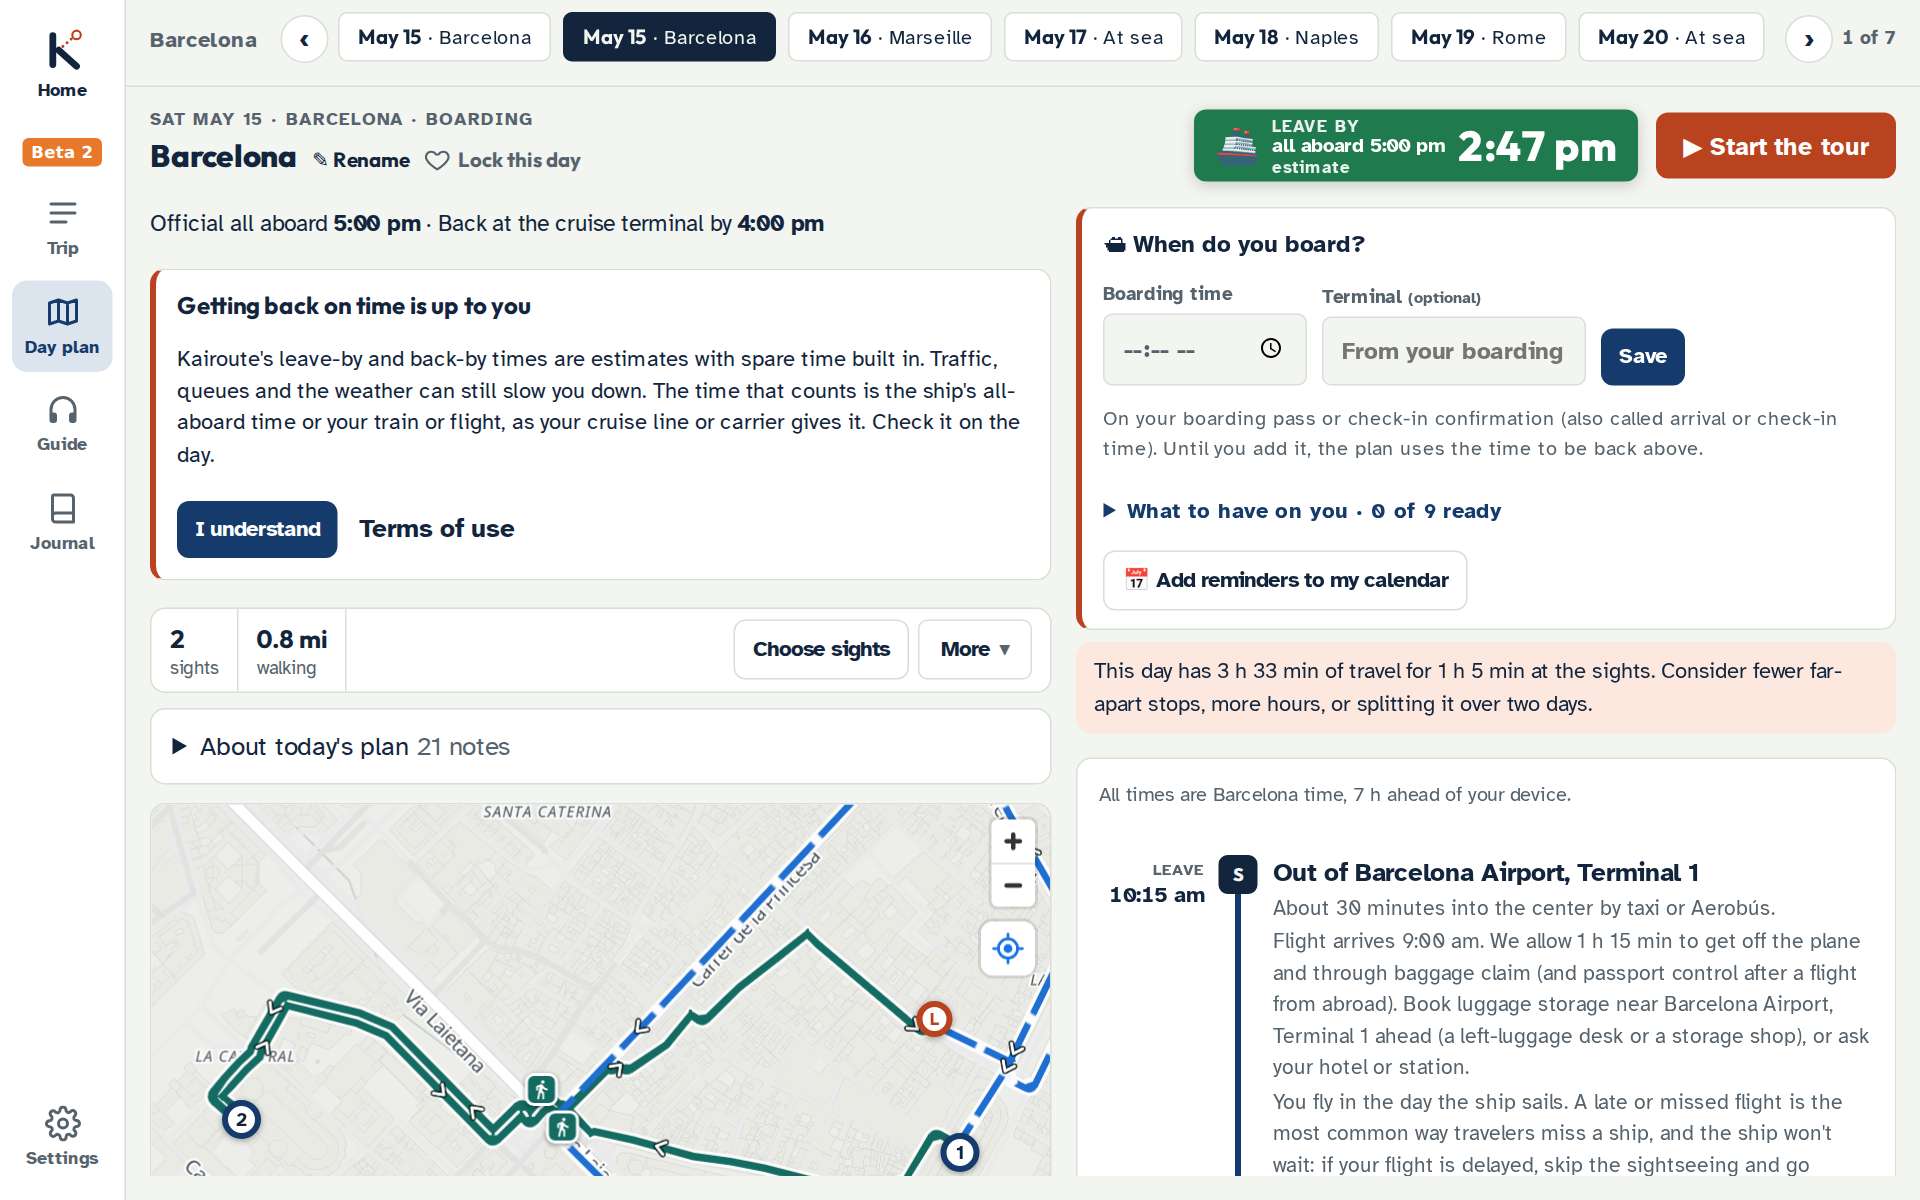 Home
Beta 2
Trip
Day plan
Guide
Journal
Settings
Barcelona
‹
May 15 · Barcelona
May 15 · Barcelona
May 16 · Marseille
May 17 · At sea
May 18 · Naples
May 19 · Rome
May 20 · At sea
›
1 of 7
SAT MAY 15 · BARCELONA · BOARDING
Barcelona
✎ Rename
Lock this day
LEAVE BY
all aboard 5:00 pm
estimate
2:47 pm
▶ Start the tour
Official all aboard 5:00 pm · Back at the cruise terminal by 4:00 pm
Getting back on time is up to you
Kairoute's leave-by and back-by times are estimates with spare time built in. Traffic,
queues and the weather can still slow you down. The time that counts is the ship's all-
aboard time or your train or flight, as your cruise line or carrier gives it. Check it on the
day.
I understand
Terms of use
2
sights
0.8 mi
walking
Choose sights
More ▾
About today's plan 21 notes
SANTA CATERINA
Carrer de la Princesa
Via Laietana
L
2
1
+
−
When do you board?
Boarding time
Terminal (optional)
--:-- --
From your boarding
Save
On your boarding pass or check-in confirmation (also called arrival or check-in
time). Until you add it, the plan uses the time to be back above.
What to have on you · 0 of 9 ready
Add reminders to my calendar
This day has 3 h 33 min of travel for 1 h 5 min at the sights. Consider fewer far-
apart stops, more hours, or splitting it over two days.
All times are Barcelona time, 7 h ahead of your device.
LEAVE
10:15 am
S
Out of Barcelona Airport, Terminal 1
About 30 minutes into the center by taxi or Aerobús.
Flight arrives 9:00 am. We allow 1 h 15 min to get off the plane
and through baggage claim (and passport control after a flight
from abroad). Book luggage storage near Barcelona Airport,
Terminal 1 ahead (a left-luggage desk or a storage shop), or ask
your hotel or station.
You fly in the day the ship sails. A late or missed flight is the
most common way travelers miss a ship, and the ship won't
wait: if your flight is delayed, skip the sightseeing and go